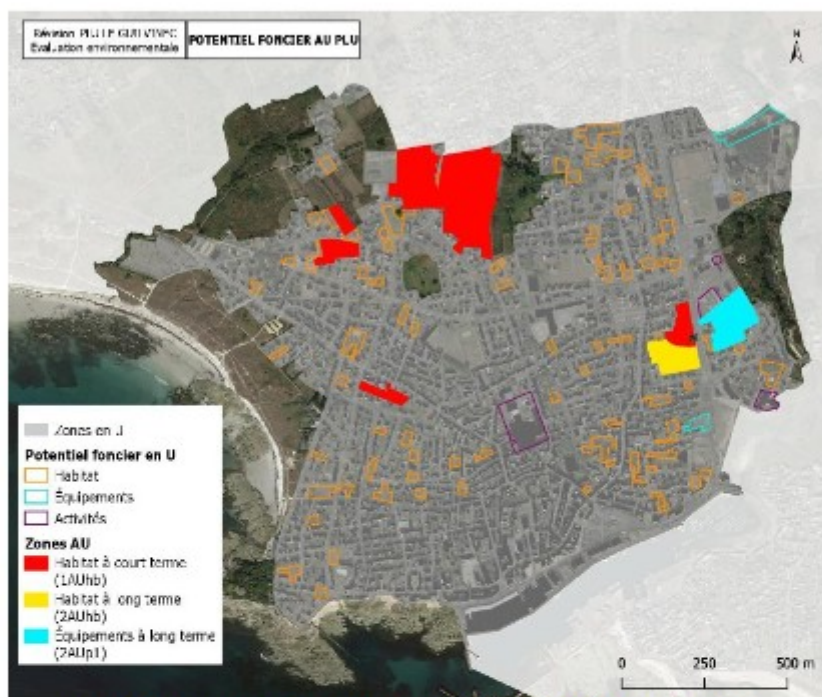 Révision PLU LE GUILVINEC
Évaluation environnementale
POTENTIEL FONCIER AU PLU
N
Zones en U
Potentiel foncier en U
Habitat
Équipements
Activités
Zones AU
Habitat à court terme
(1AUhb)
Habitat à long terme
(2AUhb)
Équipements à long terme
(2AUp1)
0 250 500 m